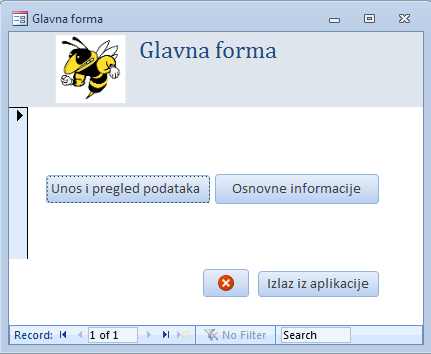 Glavna forma
Glavna forma
Unos i pregled podataka
Osnovne informacije
Izlaz iz aplikacije
Record: 1 of 1 No Filter Search